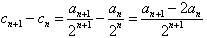 $c_{n+1} - c_n = \frac{a_{n+1}}{2^{n+1}} - \frac{a_n}{2^n} = \frac{a_{n+1} - 2a_n}{2^{n+1}}$